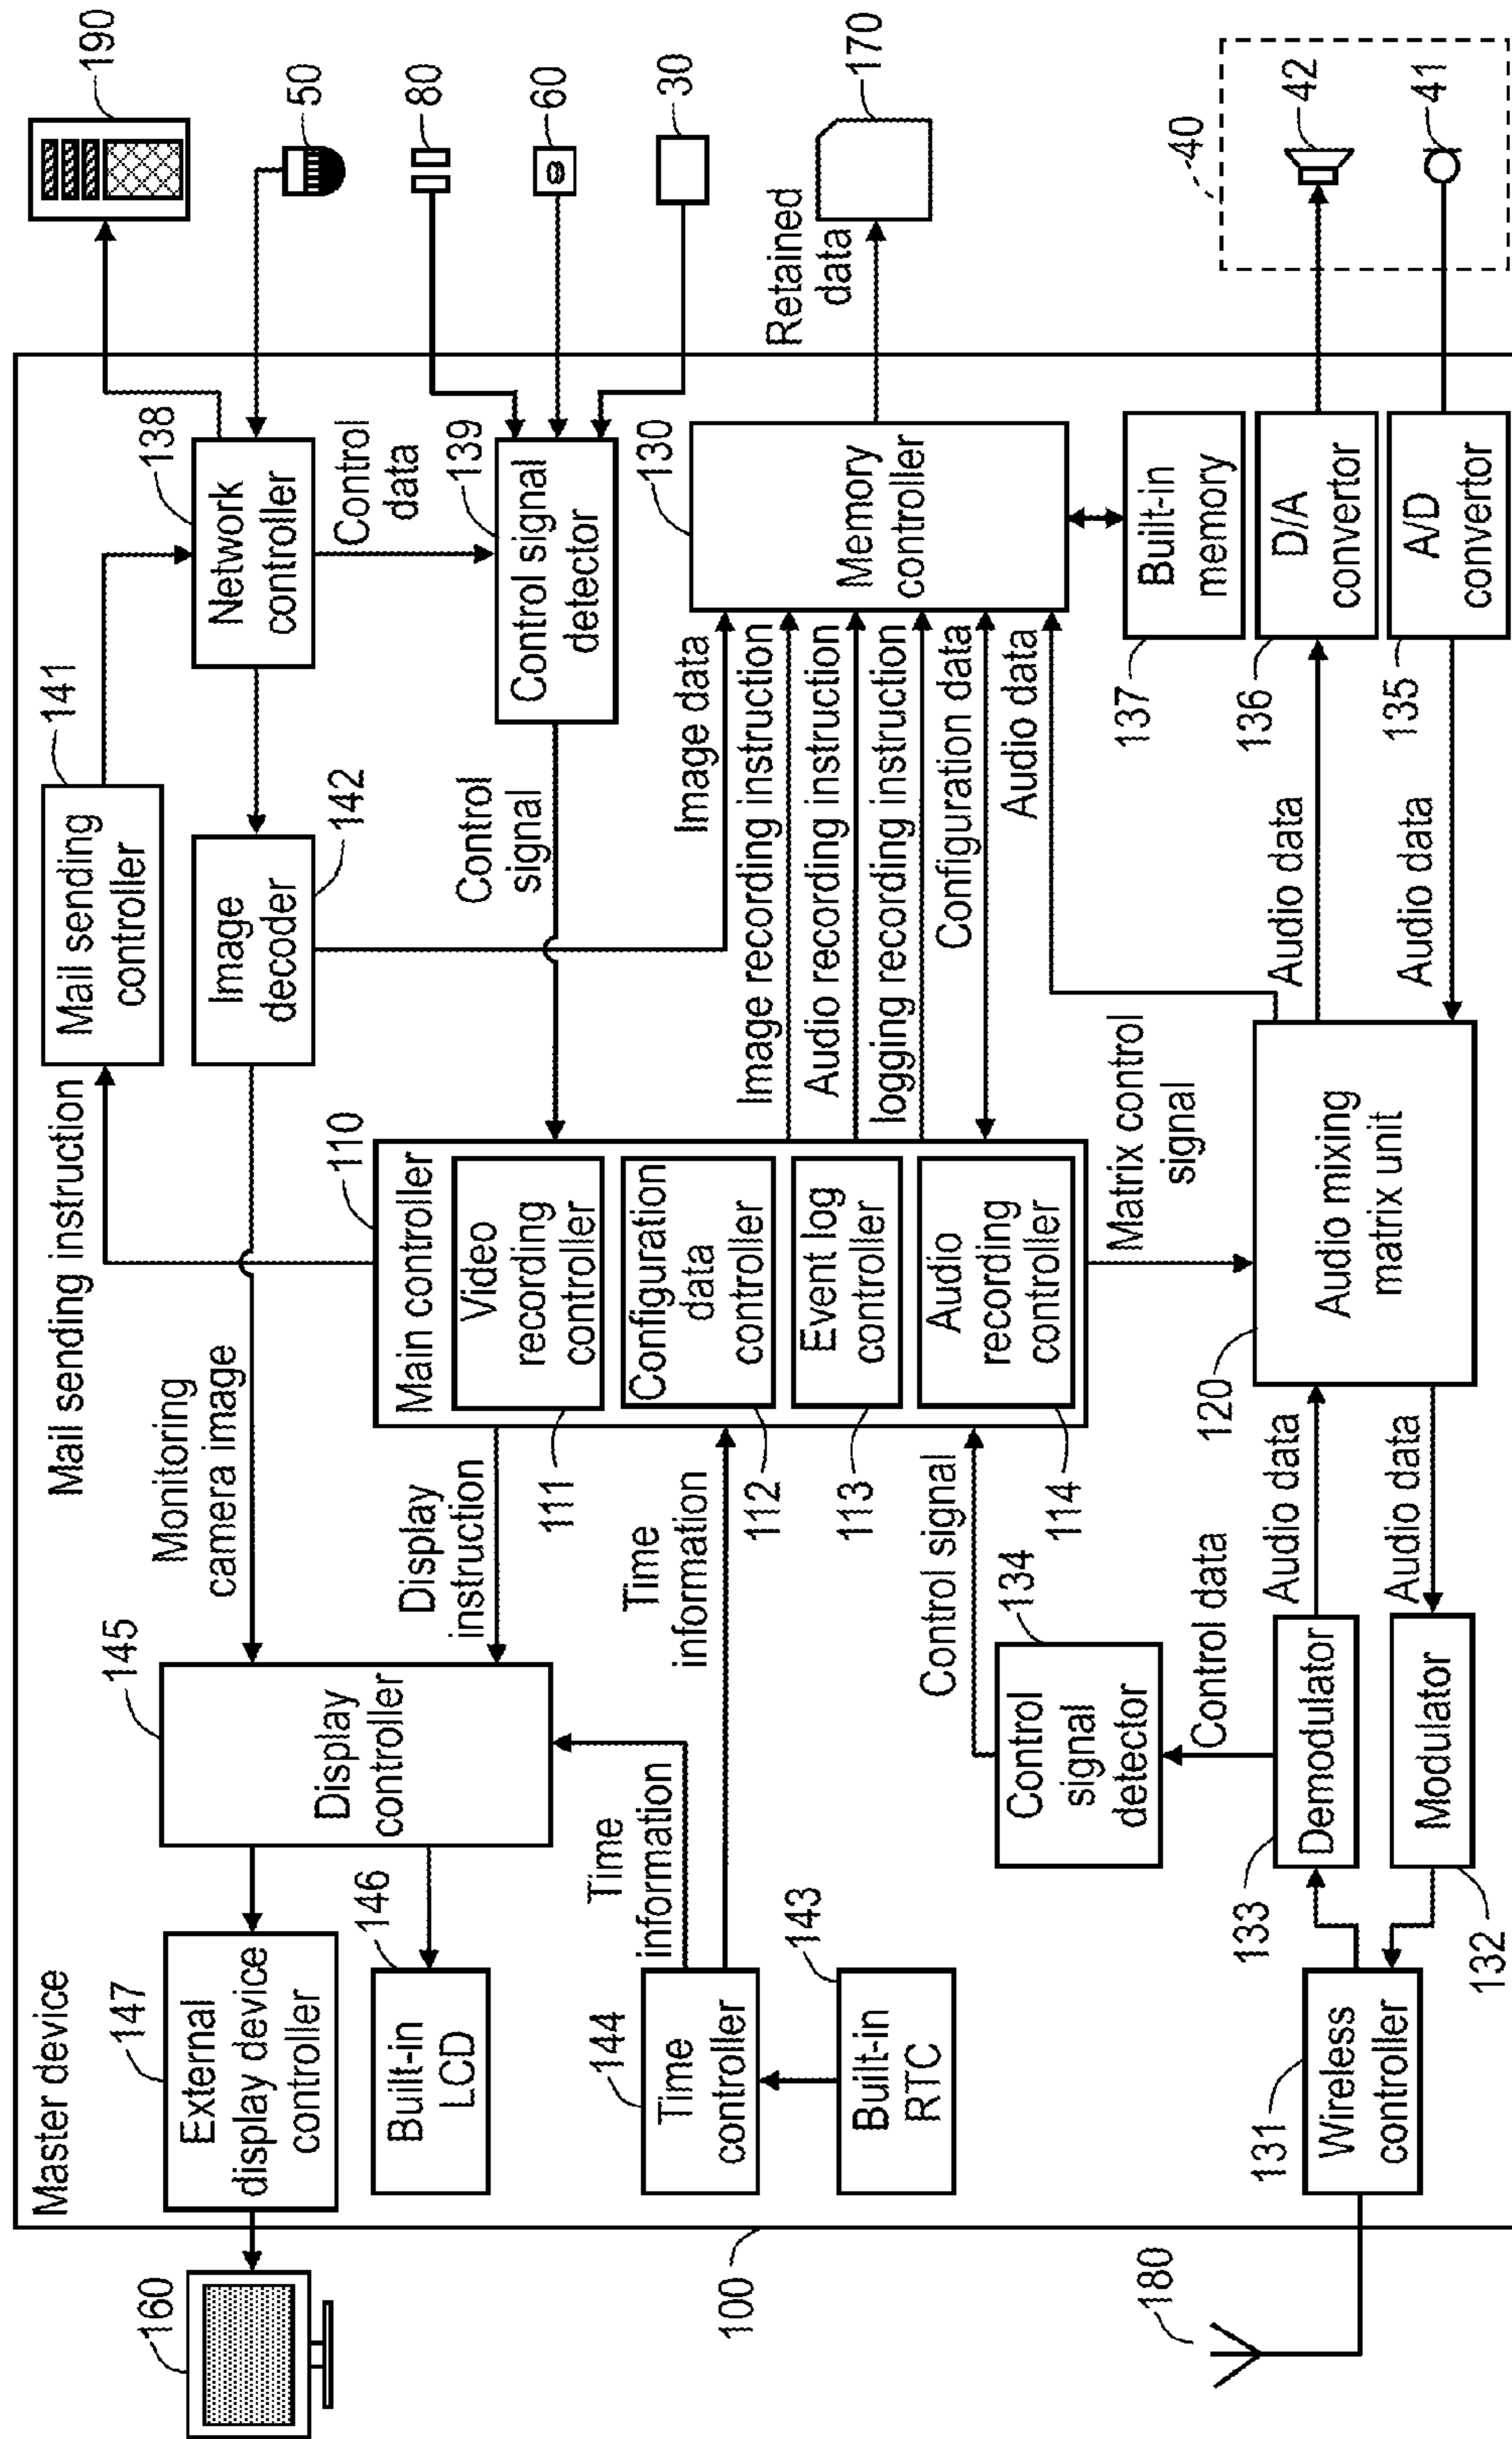 Master device
100
160
147
External
display device
controller
146
Built-in
LCD
145
Display
controller
Monitoring
camera image
Display
instruction
Mail sending instruction
141
Mail sending
controller
142
Image
decoder
138
Network
controller
190
50
80
60
30
Control
data
139
Control signal
detector
Control
signal
144
Time
controller
143
Built-in
RTC
Time
information
Time
information
110
Main controller
Video
recording
controller
111
Configuration
data
controller
112
Event log
controller
113
Audio
recording
controller
114
Image data
Image recording instruction
Audio recording instruction
logging recording instruction
Configuration data
Audio data
130
Memory
controller
Retained
data
170
137
Built-in
memory
Control signal
134
Control
signal
detector
Control data
Matrix control
signal
180
131
Wireless
controller
133
Demodulator
132
Modulator
Audio data
Audio data
120
Audio mixing
matrix unit
Audio data
Audio data
136
D/A
convertor
135
A/D
convertor
40
42
41